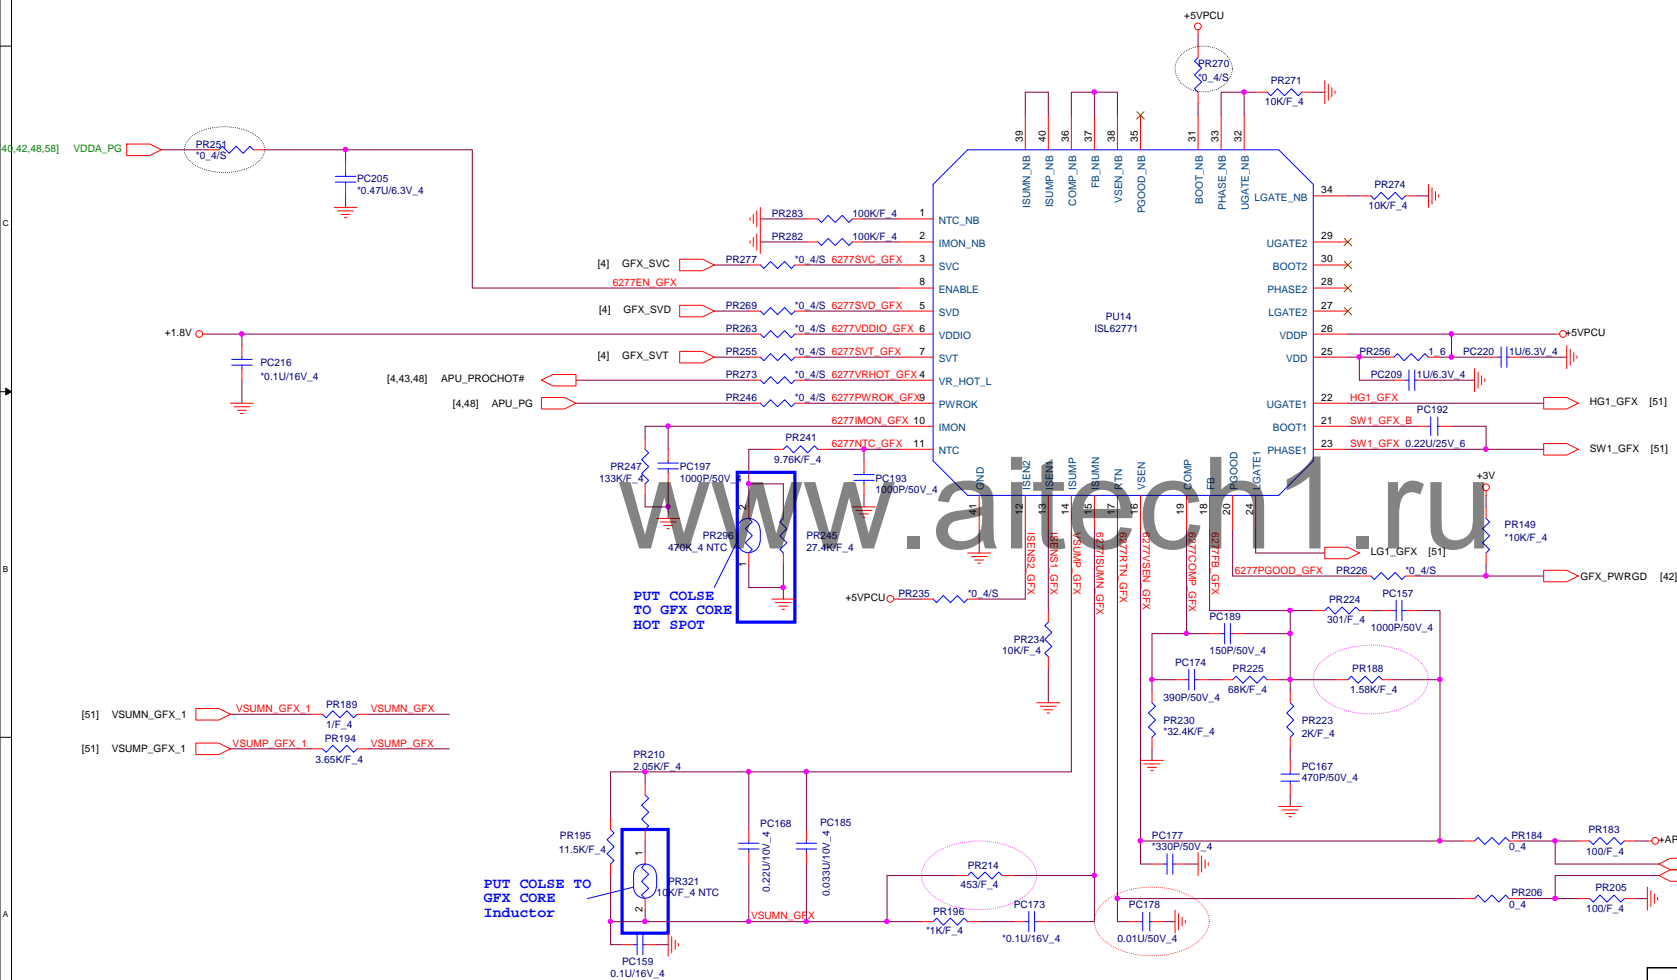 +5VPCU
PR270
*0_4/S
PR271
10K/F_4
39
40
36
37
38
35
31
33
32
40,42,48,58]
VDDA_PG
PR251
*0_4/S
PC205
*0.47U/6.3V_4
ISUMN_NB
ISUMP_NB
COMP_NB
FB_NB
VSEN_NB
PGOOD_NB
BOOT_NB
PHASE_NB
UGATE_NB
LGATE_NB
34
PR274
10K/F_4
C
PR283
100K/F_4
1
NTC_NB
PR282
100K/F_4
2
IMON_NB
UGATE2
29
[4]
GFX_SVC
PR277
*0_4/S
6277SVC_GFX
3
SVC
BOOT2
30
6277EN_GFX
8
ENABLE
PHASE2
28
[4]
GFX_SVD
PR269
*0_4/S
6277SVD_GFX
5
SVD
LGATE2
27
PU14
ISL62771
+1.8V
PR263
*0_4/S
6277VDDIO_GFX
6
VDDIO
VDDP
26
+5VPCU
PC216
*0.1U/16V_4
[4]
GFX_SVT
PR255
*0_4/S
6277SVT_GFX
7
SVT
VDD
25
PR256
1_6
PC220
1U/6.3V_4
[4,43,48]
APU_PROCHOT#
PR273
*0_4/S
6277VRHOT_GFX
4
VR_HOT_L
PC209
1U/6.3V_4
[4,48]
APU_PG
PR246
*0_4/S
6277PWROK_GFX
9
PWROK
UGATE1
22
HG1_GFX
HG1_GFX
[51]
6277IMON_GFX
10
IMON
BOOT1
21
SW1_GFX_B
PC192
0.22U/25V_6
PR241
9.76K/F_4
6277NTC_GFX
11
NTC
PHASE1
23
SW1_GFX
SW1_GFX
[51]
PR247
133K/F_4
PC197
1000P/50V_4
PC193
1000P/50V_4
GND
ISEN2
ISEN1
ISUMP
ISUMN
RTN
VSEN
COMP
FB
PGOOD
LGATE1
41
12
13
14
15
17
16
19
18
20
24
www.aitech1.ru
+3V
PR149
*10K/F_4
2
PR296
470K_4 NTC
1
PR245
27.4K/F_4
ISENS2_GFX
ISENS1_GFX
VSUMP_GFX
6277ISUMN_GFX
6277RTN_GFX
6277VSEN_GFX
6277COMP_GFX
6277FB_GFX
LG1_GFX
[51]
6277PGOOD_GFX
PR226
*0_4/S
GFX_PWRGD
[42]
B
PUT COLSE
TO GFX CORE
HOT SPOT
+5VPCU
PR235
*0_4/S
PR234
10K/F_4
PC189
150P/50V_4
PR224
301/F_4
PC157
1000P/50V_4
PC174
390P/50V_4
PR225
68K/F_4
PR188
1.58K/F_4
PR230
*32.4K/F_4
PR223
2K/F_4
PC167
470P/50V_4
[51]
VSUMN_GFX_1
VSUMN_GFX_1
PR189
1/F_4
VSUMN_GFX
[51]
VSUMP_GFX_1
VSUMP_GFX_1
PR194
3.65K/F_4
VSUMP_GFX
PR210
2.05K/F_4
PR195
11.5K/F_4
PC168
0.22U/10V_4
PC185
0.033U/10V_4
PC177
*330P/50V_4
PR184
0_4
PR183
100/F_4
+AP
PUT COLSE TO
GFX CORE
Inductor
1
PR321
10K/F_4 NTC
2
PR214
453/F_4
VSUMN_GFX
PR196
*1K/F_4
PC173
*0.1U/16V_4
PC178
0.01U/50V_4
PR206
0_4
PR205
100/F_4
A
PC159
0.1U/16V_4